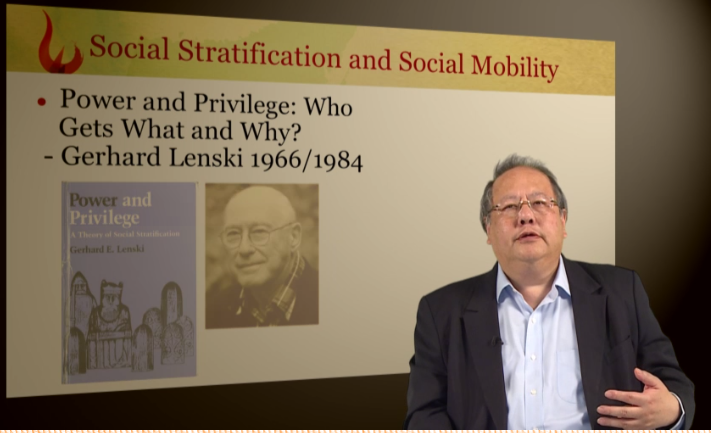 Social Stratification and Social Mobility
• Power and Privilege: Who
Gets What and Why?
- Gerhard Lenski 1966/1984
Power and
Privilege
A Theory of Social Stratification
Gerhard E. Lenski